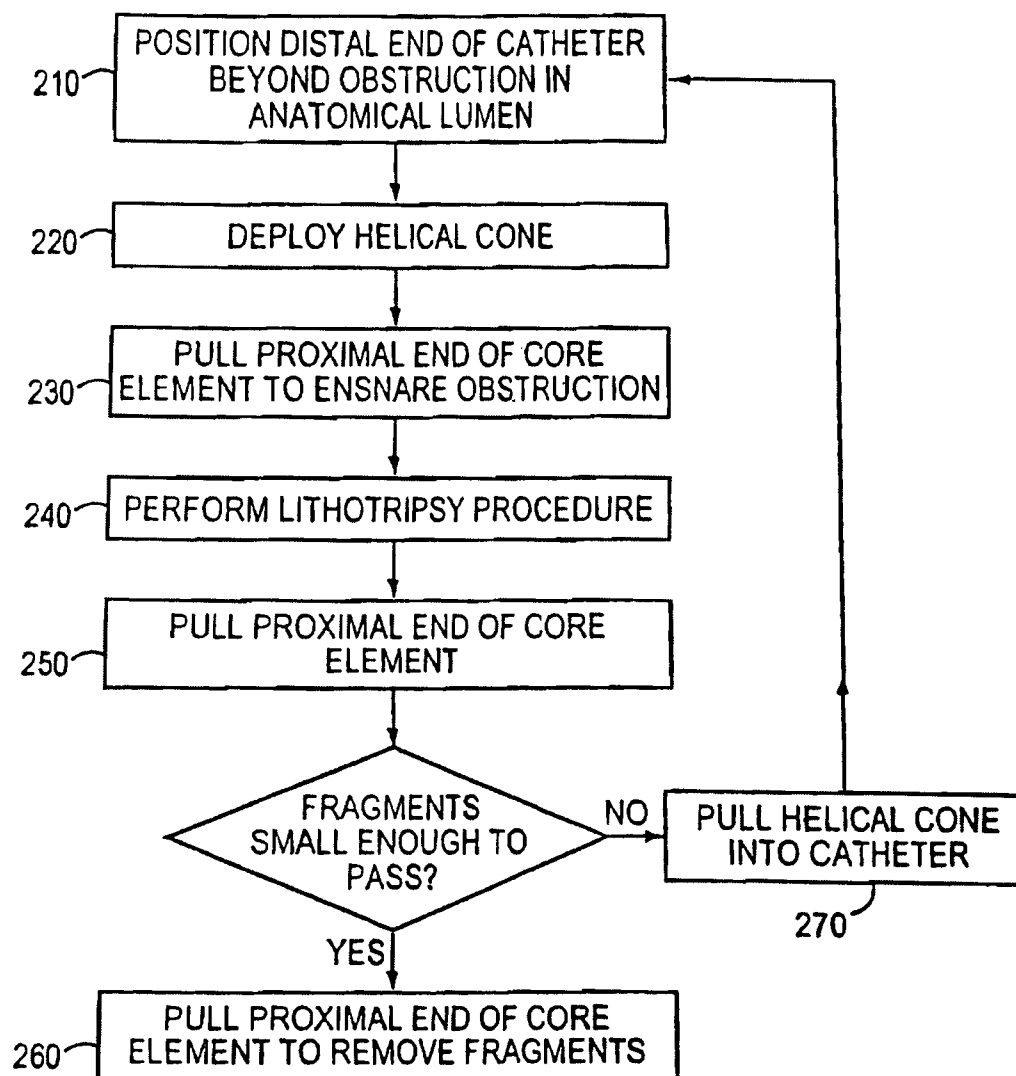 210
POSITION DISTAL END OF CATHETER
BEYOND OBSTRUCTION IN
ANATOMICAL LUMEN
220
DEPLOY HELICAL CONE
230
PULL PROXIMAL END OF CORE
ELEMENT TO ENSNARE OBSTRUCTION
240
PERFORM LITHOTRIPSY PROCEDURE
250
PULL PROXIMAL END OF CORE
ELEMENT
FRAGMENTS
SMALL ENOUGH TO
PASS?
NO
PULL HELICAL CONE
INTO CATHETER
270
YES
260
PULL PROXIMAL END OF CORE
ELEMENT TO REMOVE FRAGMENTS